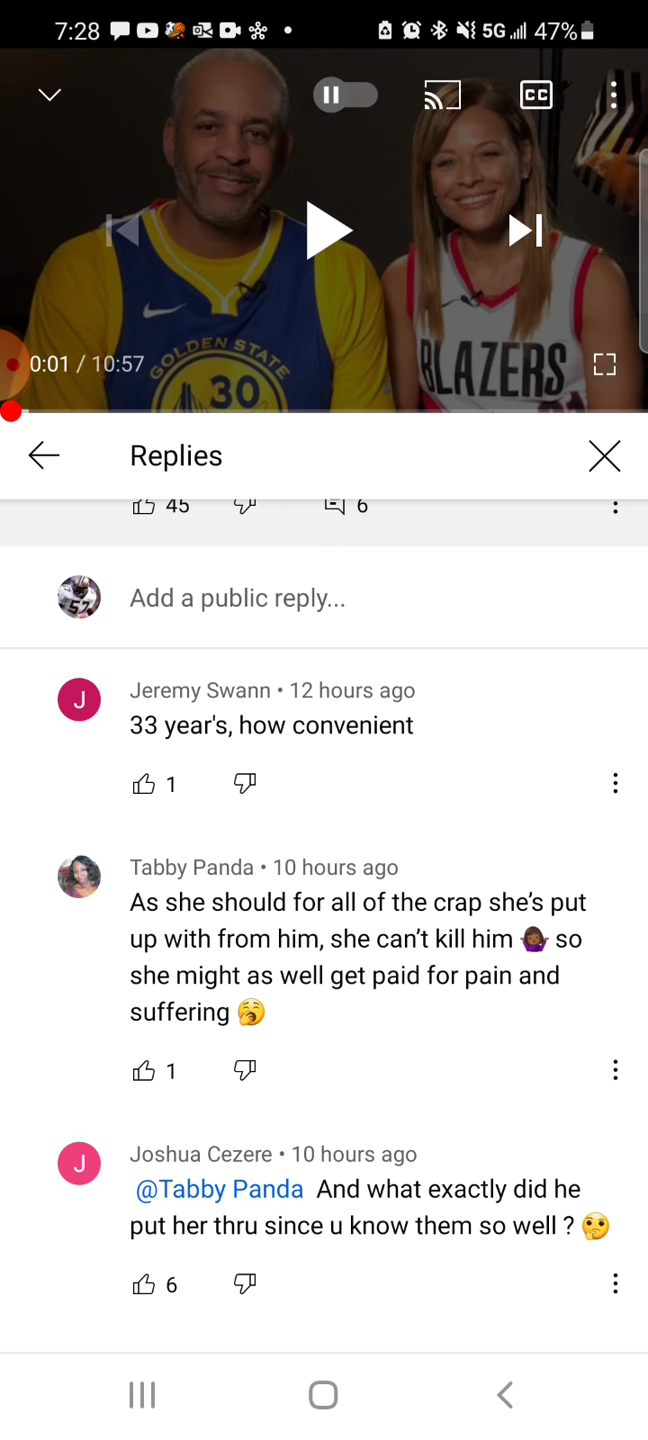 7:28 5G 47%
CC
0:01 / 10:57
GOLDEN STATE
30
BLAZERS
Replies
45 6
57
Add a public reply...
J
Jeremy Swann • 12 hours ago
33 year's, how convenient
1
Tabby Panda • 10 hours ago
As she should for all of the crap she’s put
up with from him, she can’t kill him 🤷🏾‍♀️ so
she might as well get paid for pain and
suffering 🥱
1
J
Joshua Cezere • 10 hours ago
@Tabby Panda And what exactly did he
put her thru since u know them so well ? 🤔
6